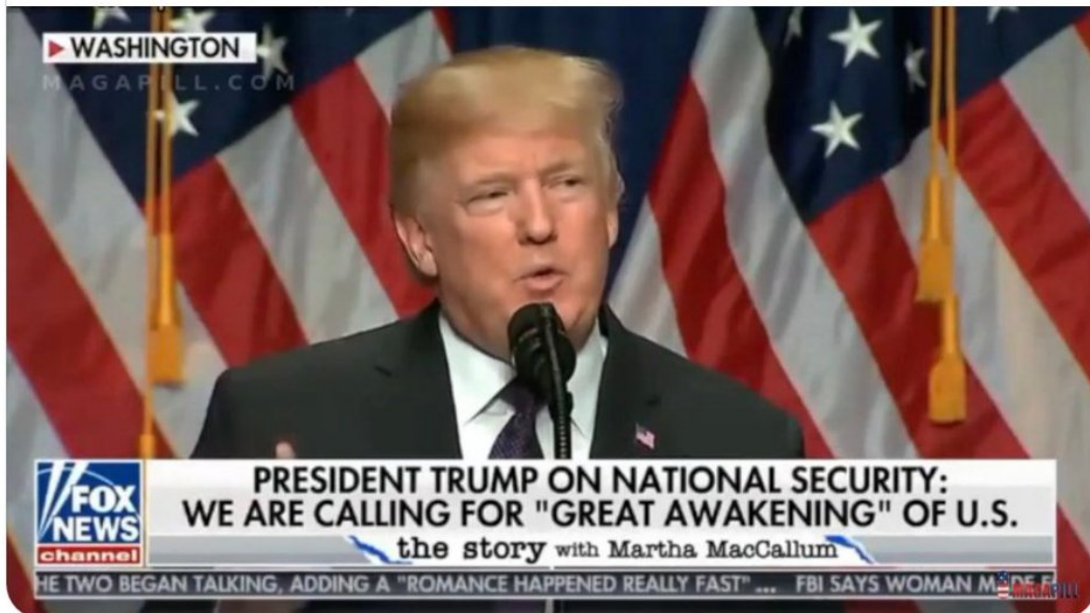 WASHINGTON
MAGAPILL.COM
PRESIDENT TRUMP ON NATIONAL SECURITY:
WE ARE CALLING FOR "GREAT AWAKENING" OF U.S.
FOX
NEWS
channel
the story with Martha MacCallum
HE TWO BEGAN TALKING, ADDING A "ROMANCE HAPPENED REALLY FAST" ... FBI SAYS WOMAN
MAGAPILL